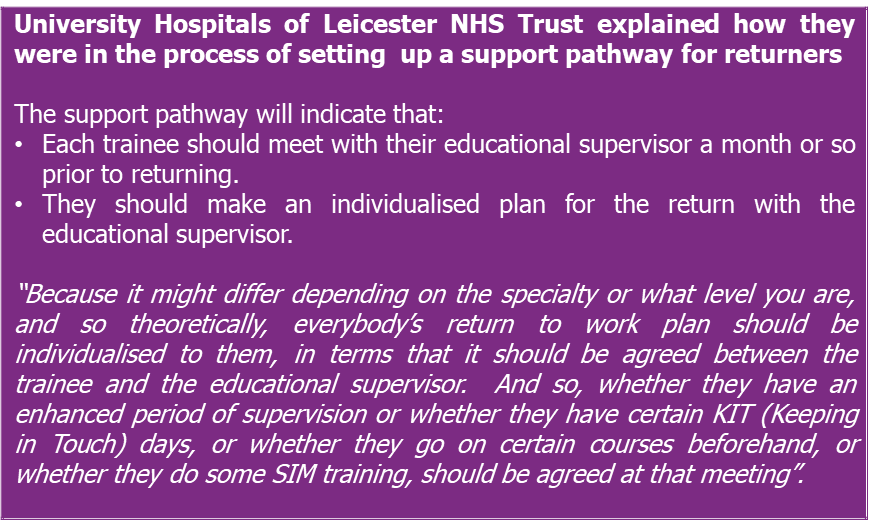 University Hospitals of Leicester NHS Trust explained how they
were in the process of setting up a support pathway for returners
The support pathway will indicate that:
• Each trainee should meet with their educational supervisor a month or so
prior to returning.
• They should make an individualised plan for the return with the
educational supervisor.
“Because it might differ depending on the specialty or what level you are,
and so theoretically, everybody’s return to work plan should be
individualised to them, in terms that it should be agreed between the
trainee and the educational supervisor. And so, whether they have an
enhanced period of supervision or whether they have certain KIT (Keeping
in Touch) days, or whether they go on certain courses beforehand, or
whether they do some SIM training, should be agreed at that meeting”.